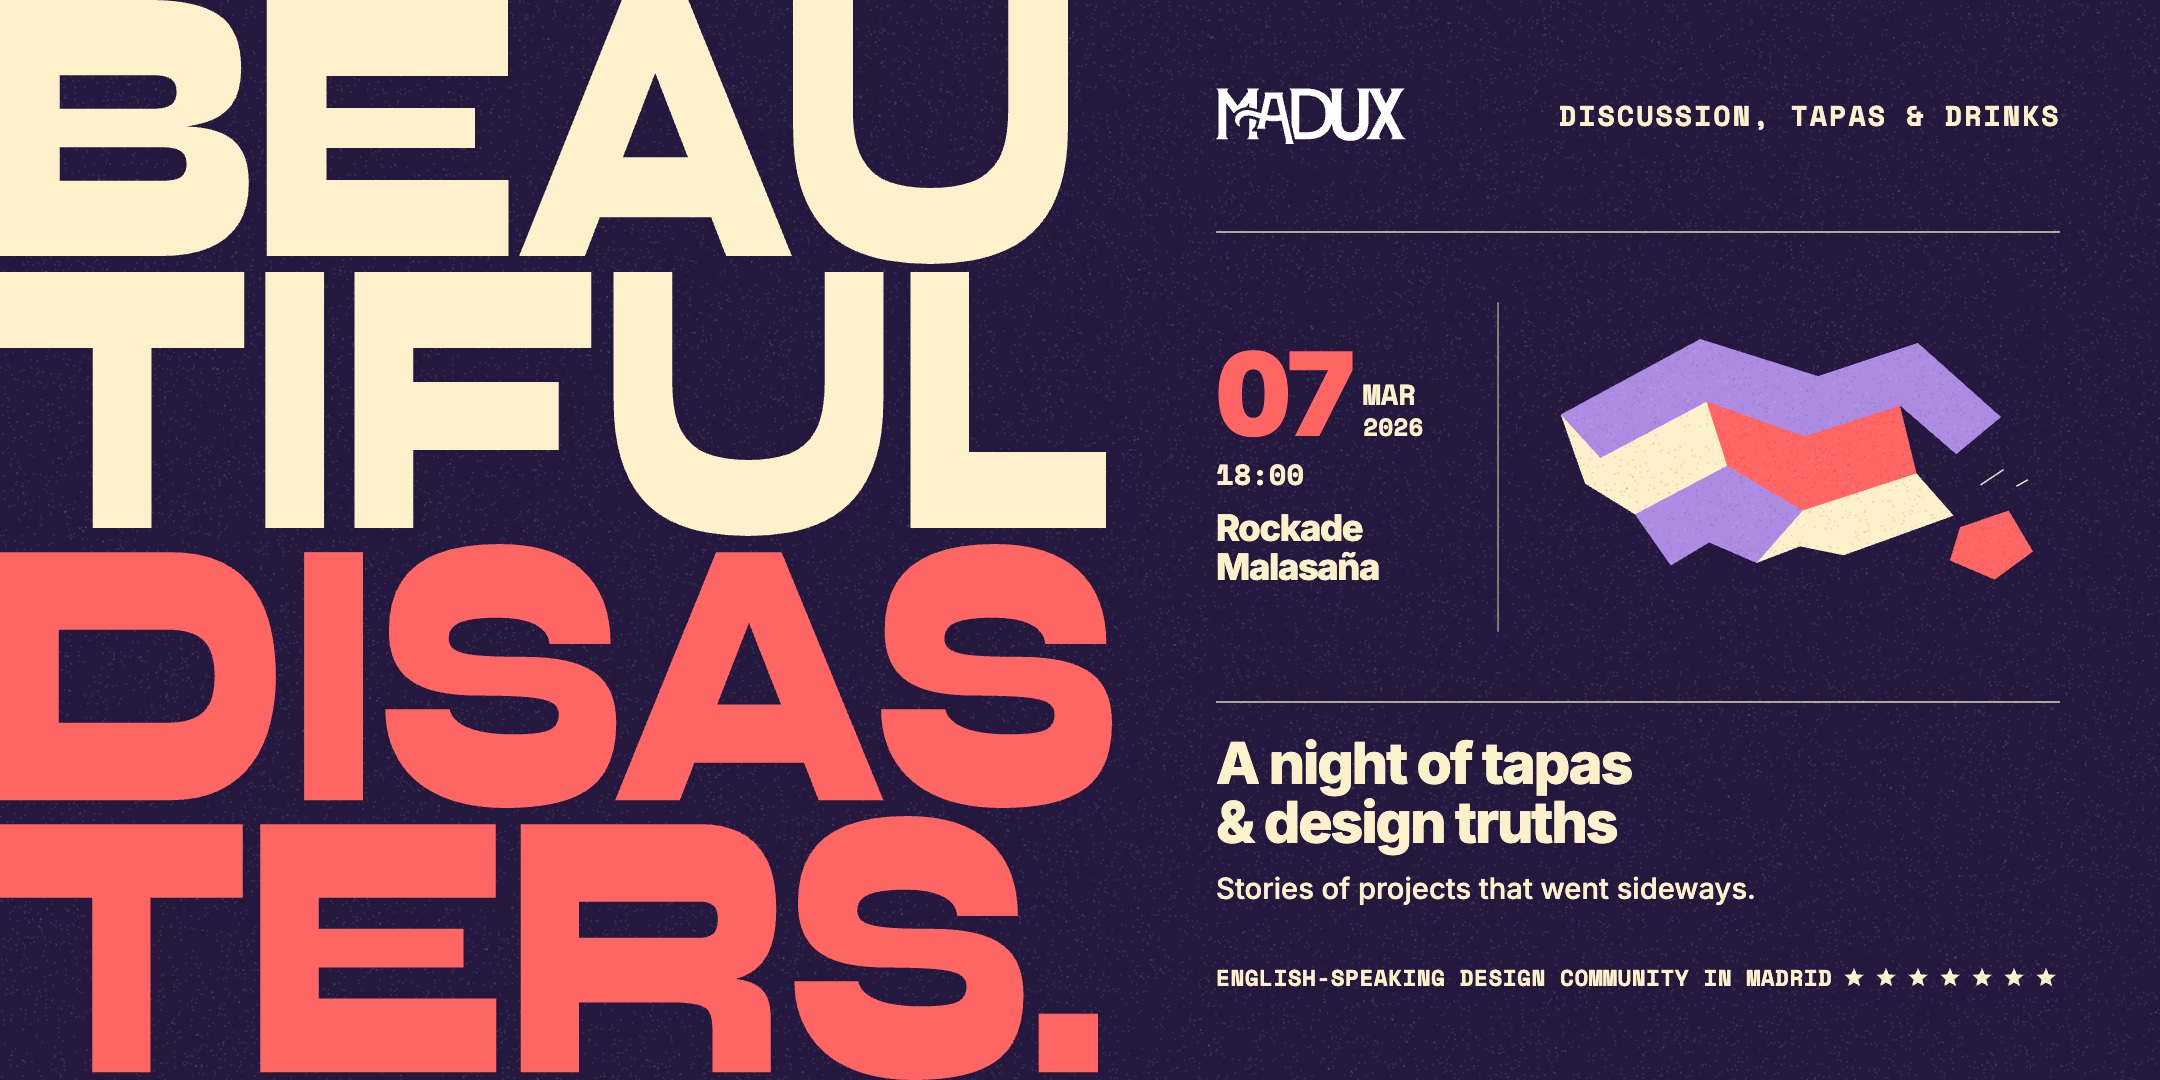 BEAU
TIFUL
DISAS
TERS.
MADUX
DISCUSSION, TAPAS & DRINKS
07
MAR
2026
18:00
Rockade
Malasaña
A night of tapas
& design truths
Stories of projects that went sideways.
ENGLISH-SPEAKING DESIGN COMMUNITY IN MADRID ★ ★ ★ ★ ★ ★ ★